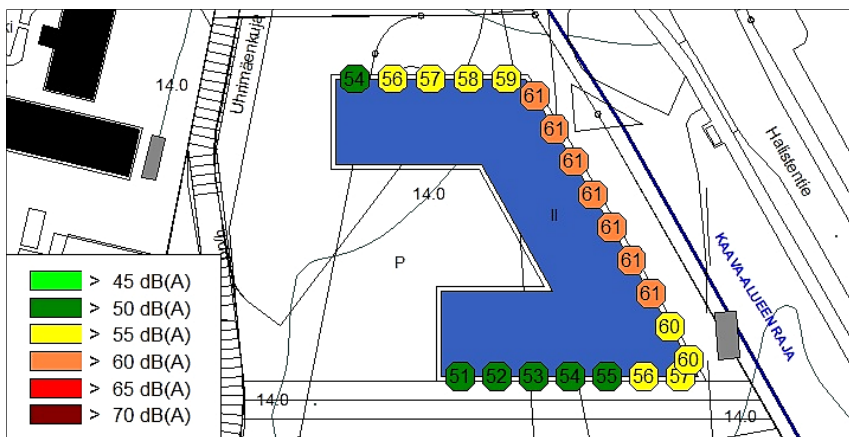 ki
14.0
Uhrimäenkuja
54 56 57 58 59
61
61
61
61
61
61
61
60
60
Halistentie
14.0
II
P
KAAVA-ALUEEN RAJA
> 45 dB(A)
> 50 dB(A)
> 55 dB(A)
> 60 dB(A)
> 65 dB(A)
> 70 dB(A)
51 52 53 54 55 56 57
14.0
14.0